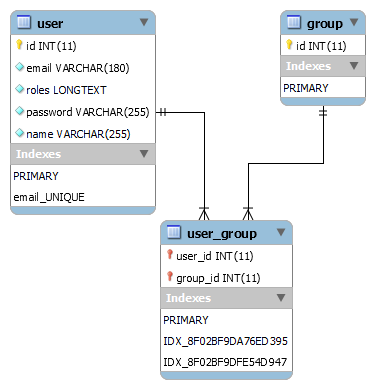 user
id INT(11)
email VARCHAR(180)
roles LONGTEXT
password VARCHAR(255)
name VARCHAR(255)
Indexes
PRIMARY
email_UNIQUE
group
id INT(11)
Indexes
PRIMARY
user_group
user_id INT(11)
group_id INT(11)
Indexes
PRIMARY
IDX_8F02BF9DA76ED395
IDX_8F02BF9DFE54D947